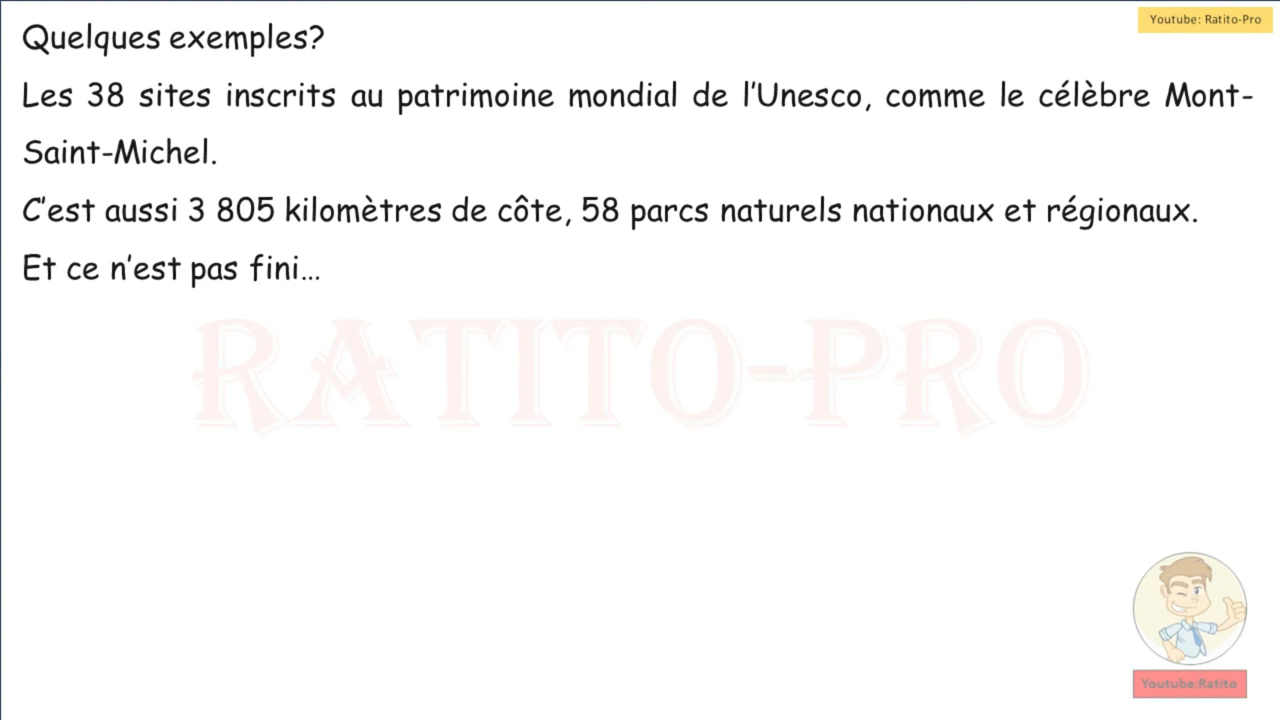 Youtube: Ratito-Pro
Quelques exemples?
Les 38 sites inscrits au patrimoine mondial de l'Unesco, comme le célèbre Mont-
Saint-Michel.
C'est aussi 3 805 kilomètres de côte, 58 parcs naturels nationaux et régionaux.
Et ce n'est pas fini…
RATITO-PRO
Youtube:Ratito